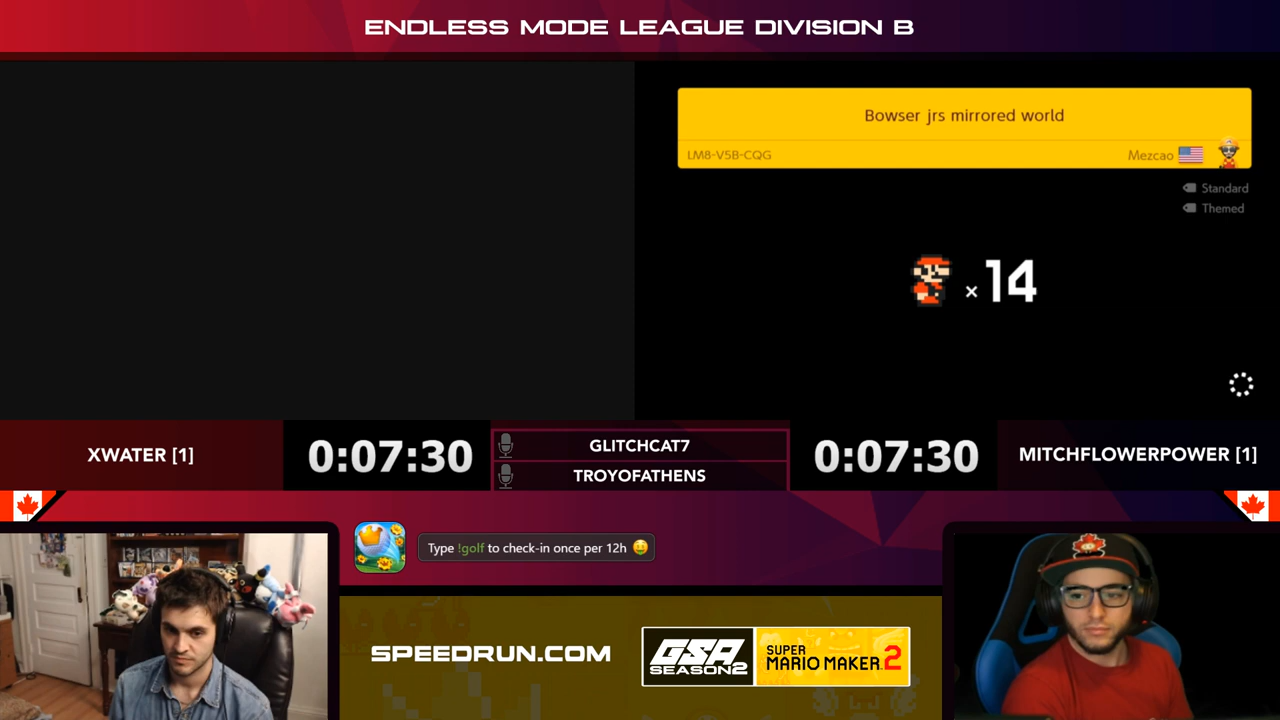 ENDLESS MODE LEAGUE DIVISION B
Bowser jrs mirrored world
LM8-V5B-CQG
Mezcao
Standard
Themed
× 14
XWATER [1]
0:07:30
GLITCHCAT7
TROYOFATHENS
0:07:30
MITCHFLOWERPOWER [1]
Type !golf to check-in once per 12h
SPEEDRUN.COM
GSA
SEASON2
SUPER
MARIO MAKER 2